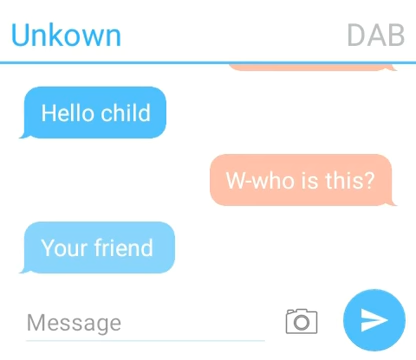 Unkown DAB
Hello child
W-who is this?
Your friend
Message